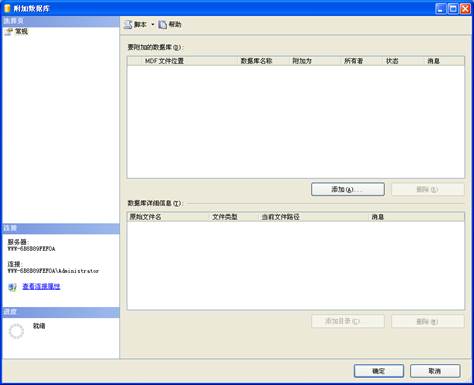 附加数据库
选择页
常规
脚本
帮助
要附加的数据库(D):
MDF 文件位置 数据库名称 附加为 所有者 状态 消息
添加(A)... 删除(R)
数据库详细信息(T):
原始文件名 文件类型 当前文件路径 消息
添加目录(C)... 删除(M)
连接
服务器:
连接:
查看连接属性
进度
就绪
确定 取消